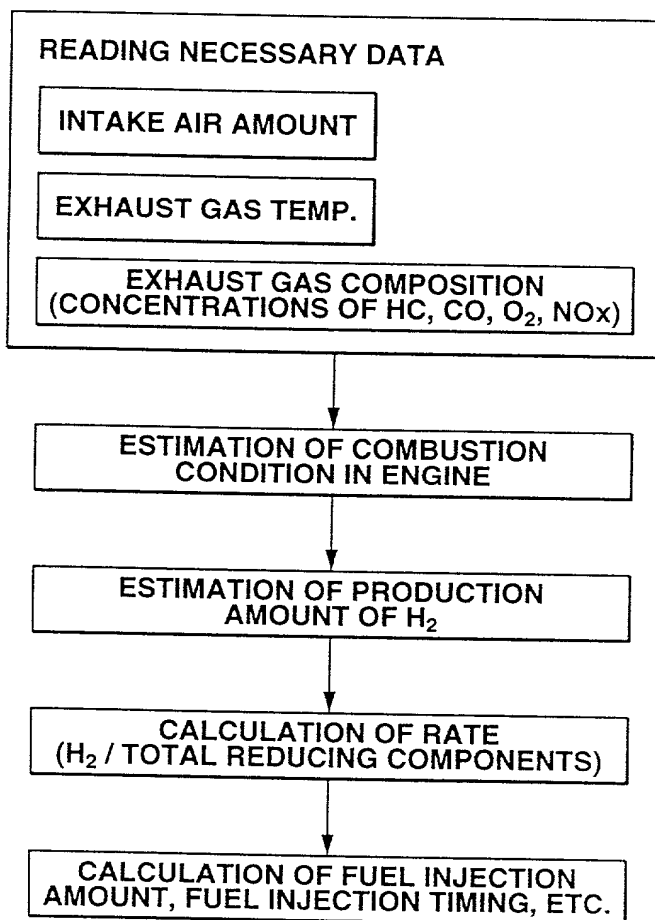 READING NECESSARY DATA
INTAKE AIR AMOUNT
EXHAUST GAS TEMP.
EXHAUST GAS COMPOSITION
(CONCENTRATIONS OF HC, CO, O₂, NOx)
ESTIMATION OF COMBUSTION
CONDITION IN ENGINE
ESTIMATION OF PRODUCTION
AMOUNT OF H₂
CALCULATION OF RATE
(H₂ / TOTAL REDUCING COMPONENTS)
CALCULATION OF FUEL INJECTION
AMOUNT, FUEL INJECTION TIMING, ETC.